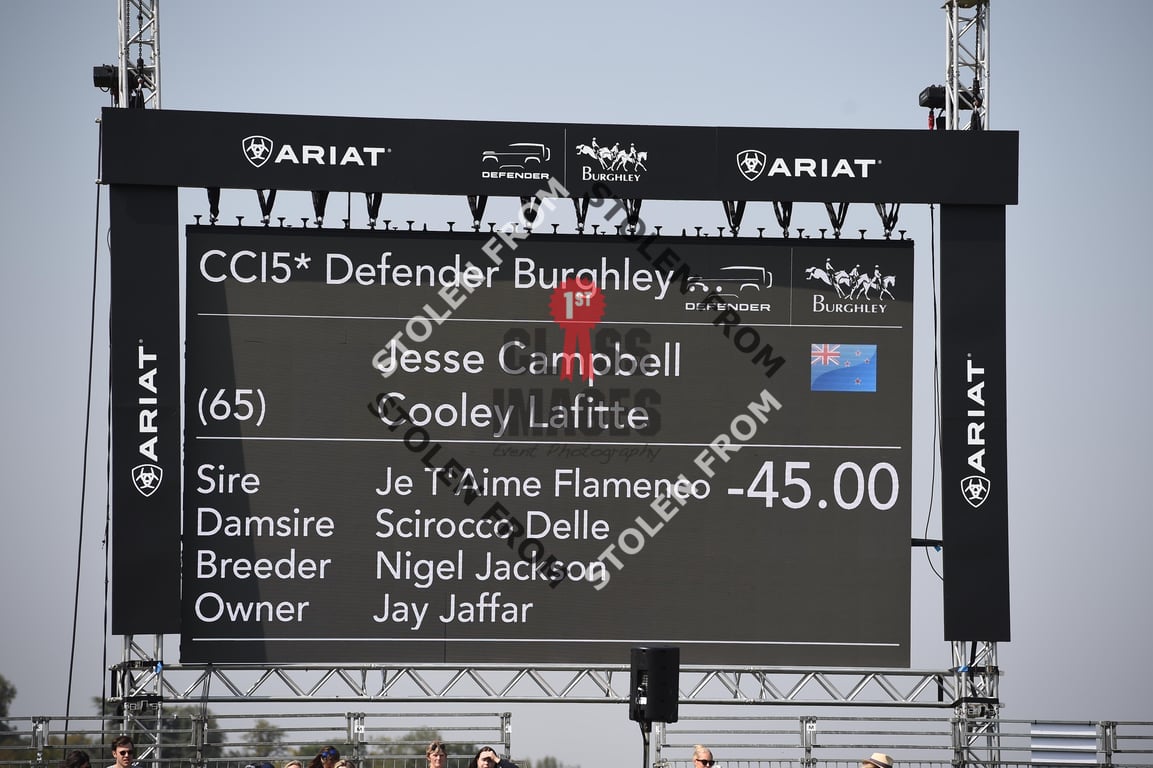 ARIAT
DEFENDER
BURGHLEY
ARIAT
CCI5* Defender Burghley
DEFENDER
BURGHLEY
Jesse Campbell
(65)
Cooley Lafitte
Sire Je T'Aime Flamenco -45.00
Damsire Scirocco Delle
Breeder Nigel Jackson
Owner Jay Jaffar
ARIAT
ARIAT
1ST
CLASS
IMAGES
Event Photography
STOLEN FROM
STOLEN FROM
STOLEN FROM
STOLEN FROM